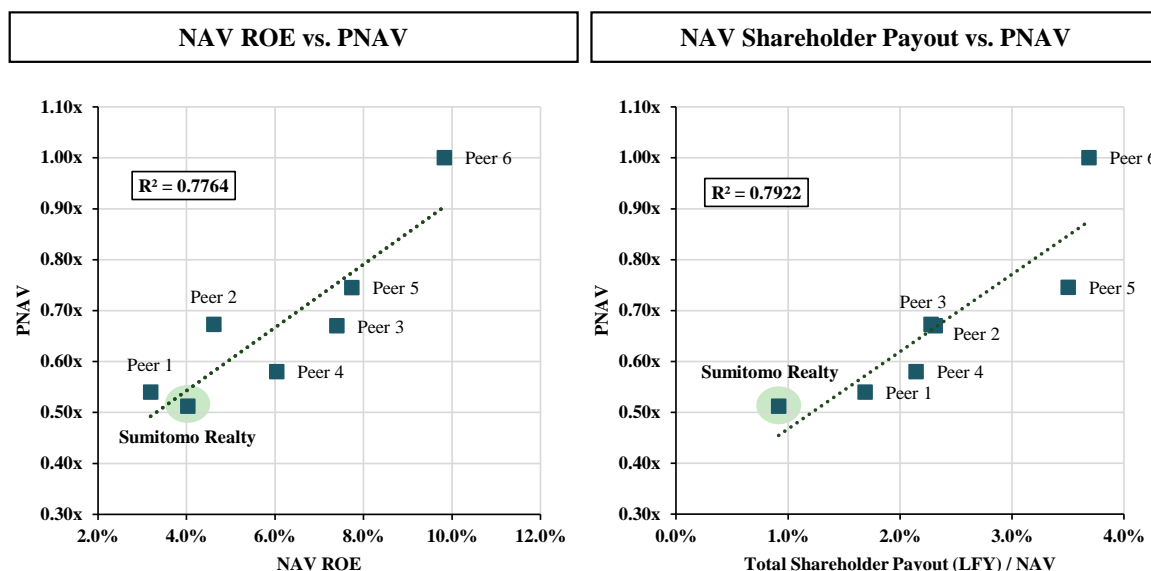 NAV ROE vs. PNAV
1.10x
1.00x
0.90x
0.80x
0.70x
0.60x
0.50x
0.40x
0.30x
PNAV
R² = 0.7764
Peer 6
Peer 5
Peer 2
Peer 3
Peer 1
Peer 4
Sumitomo Realty
2.0%
4.0%
6.0%
8.0%
10.0%
12.0%
NAV ROE
NAV Shareholder Payout vs. PNAV
1.10x
1.00x
0.90x
0.80x
0.70x
0.60x
0.50x
0.40x
0.30x
PNAV
R² = 0.7922
Peer 6
Peer 5
Peer 3
Peer 2
Sumitomo Realty
Peer 4
Peer 1
0.0%
1.0%
2.0%
3.0%
4.0%
Total Shareholder Payout (LFY) / NAV